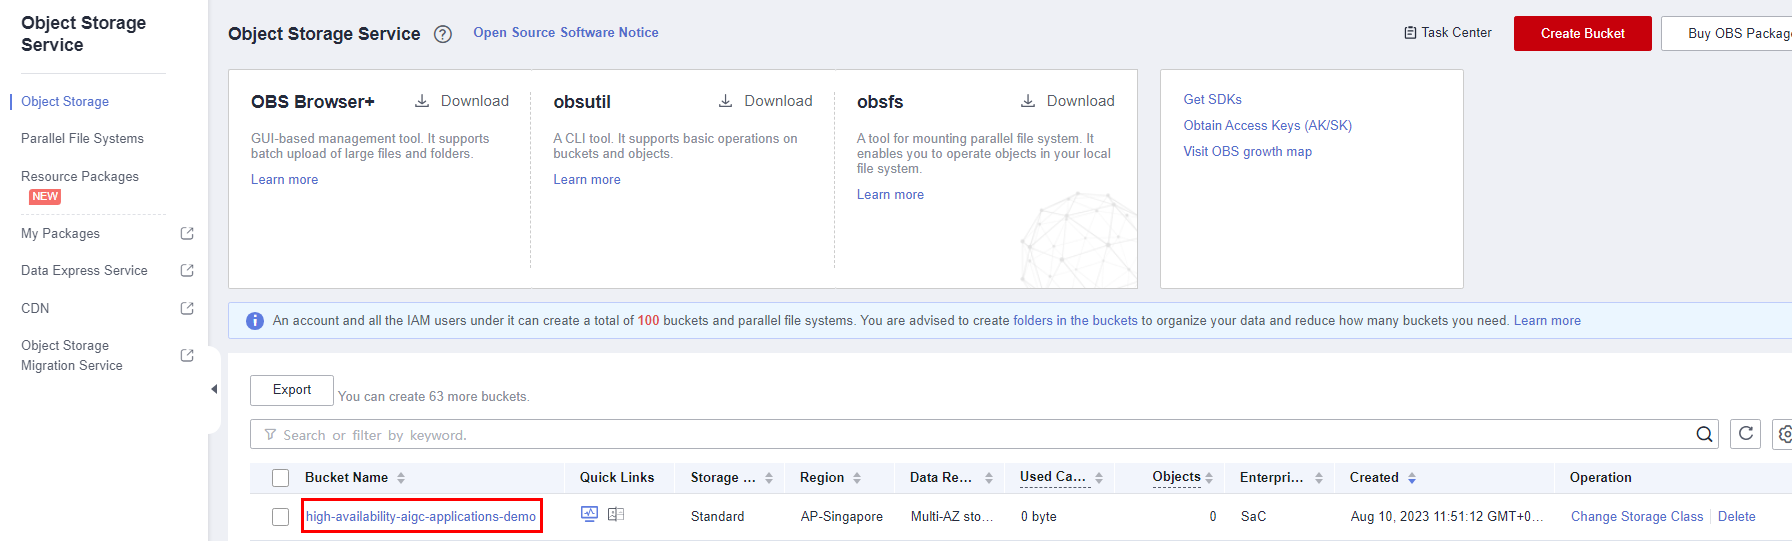 Object Storage
Service
Object Storage
Parallel File Systems
Resource Packages
NEW
My Packages
Data Express Service
CDN
Object Storage
Migration Service
Object Storage Service ? Open Source Software Notice
Task Center
Create Bucket
Buy OBS Package
OBS Browser+
Download
GUI-based management tool. It supports
batch upload of large files and folders.
Learn more
obsutil
Download
A CLI tool. It supports basic operations on
buckets and objects.
Learn more
obsfs
Download
A tool for mounting parallel file system. It
enables you to operate objects in your local
file system.
Learn more
Get SDKs
Obtain Access Keys (AK/SK)
Visit OBS growth map
An account and all the IAM users under it can create a total of 100 buckets and parallel file systems. You are advised to create folders in the buckets to organize your data and reduce how many buckets you need. Learn more
Export
You can create 63 more buckets.
Search or filter by keyword.
Bucket Name Quick Links Storage ... Region Data Re... Used Ca... Objects Enterpri... Created Operation
high-availability-aigc-applications-demo Standard AP-Singapore Multi-AZ sto... 0 byte 0 SaC Aug 10, 2023 11:51:12 GMT+0... Change Storage Class Delete